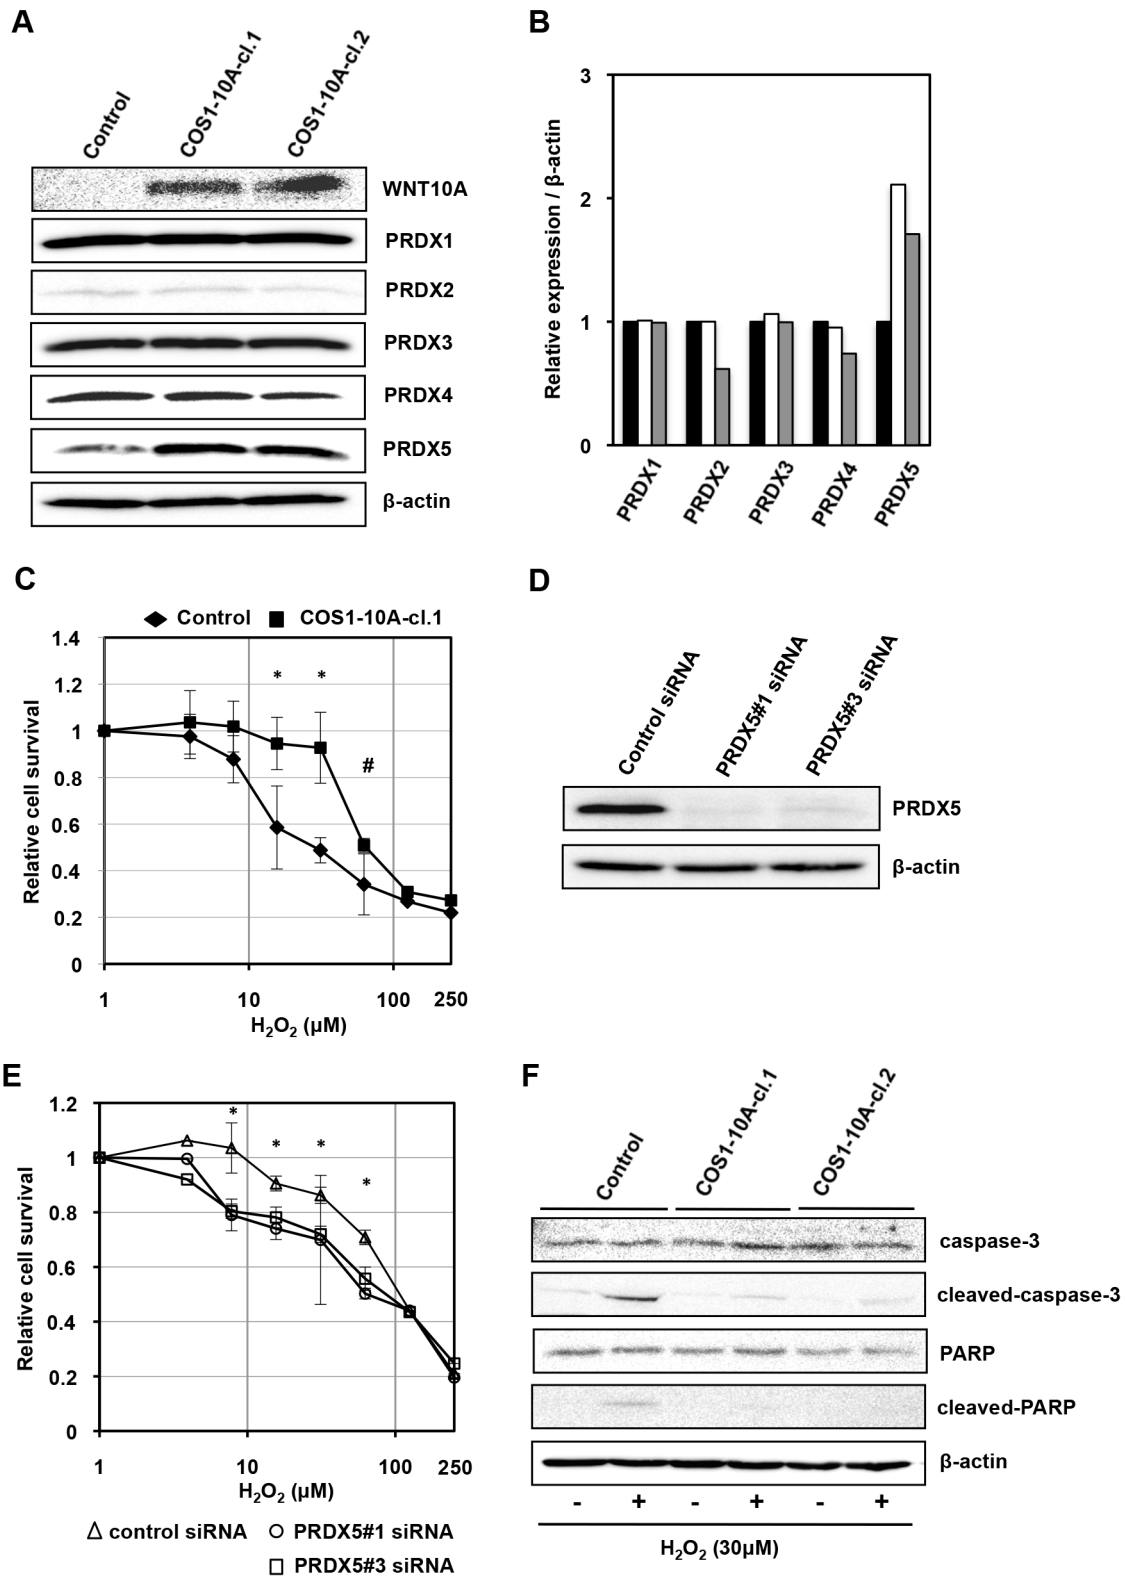 A
Control
COS1-10A-cl.1
COS1-10A-cl.2
WNT10A
PRDX1
PRDX2
PRDX3
PRDX4
PRDX5
β-actin
B
Relative expression / β-actin
3
2
1
0
PRDX1
PRDX2
PRDX3
PRDX4
PRDX5
C
Control
COS1-10A-cl.1
Relative cell survival
1.4
1.2
1
0.8
0.6
0.4
0.2
0
* *
#
1 10 100 250
H₂O₂ (µM)
D
Control siRNA
PRDX5#1 siRNA
PRDX5#3 siRNA
PRDX5
β-actin
E
Relative cell survival
1.2
1
0.8
0.6
0.4
0.2
0
* * * *
1 10 100 250
H₂O₂ (µM)
control siRNA
PRDX5#1 siRNA
PRDX5#3 siRNA
F
Control
COS1-10A-cl.1
COS1-10A-cl.2
caspase-3
cleaved-caspase-3
PARP
cleaved-PARP
β-actin
- + - + - +
H₂O₂ (30µM)